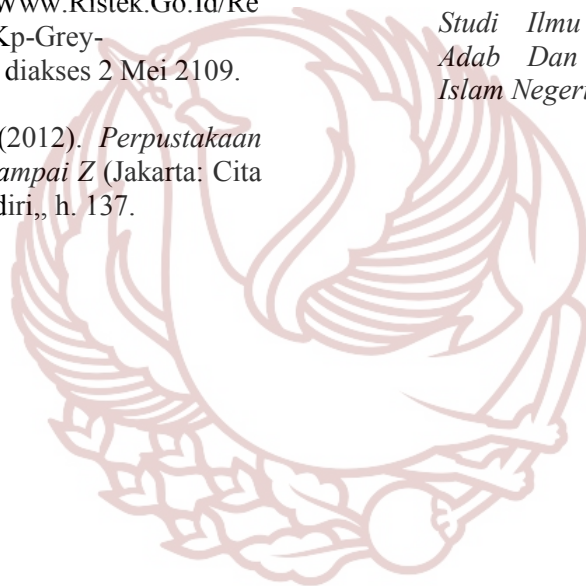 Www.Ristek.Go.Id/Re
Kp-Grey-
diakses 2 Mei 2109.
(2012). Perpustakaan
ampai Z (Jakarta: Cita
diri,, h. 137.
Studi Ilmu
Adab Dan
Islam Negeri